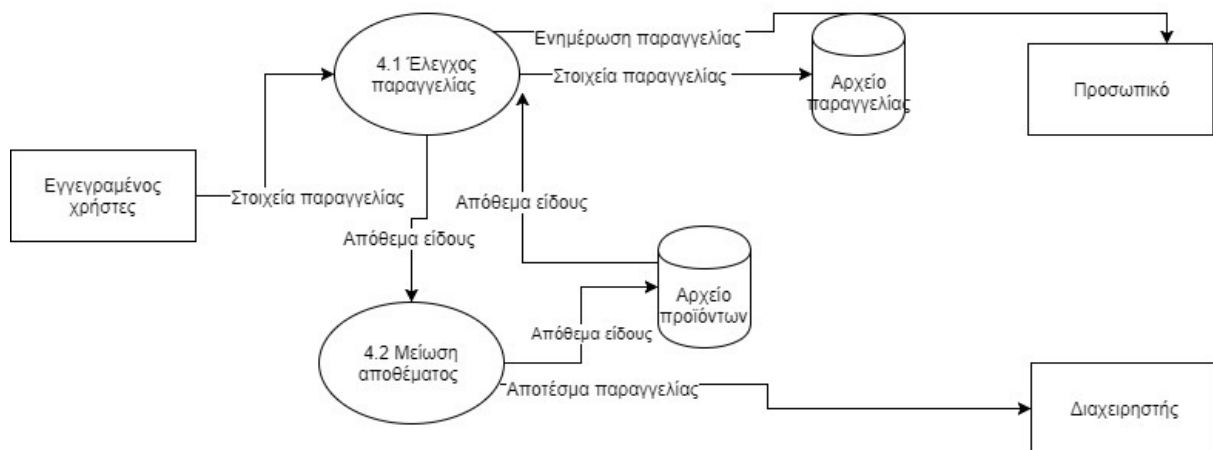 Ενημέρωση παραγγελίας
4.1 Έλεγχος
παραγγελίας
Στοιχεία παραγγελίας
Αρχείο
παραγγελίας
Προσωπικό
Εγγεγραμένος
χρήστες
Στοιχεία παραγγελίας
Απόθεμα είδους
Απόθεμα είδους
Αρχείο
προϊόντων
Απόθεμα είδους
4.2 Μείωση
αποθέματος
Αποτέσμα παραγγελίας
Διαχειρηστής